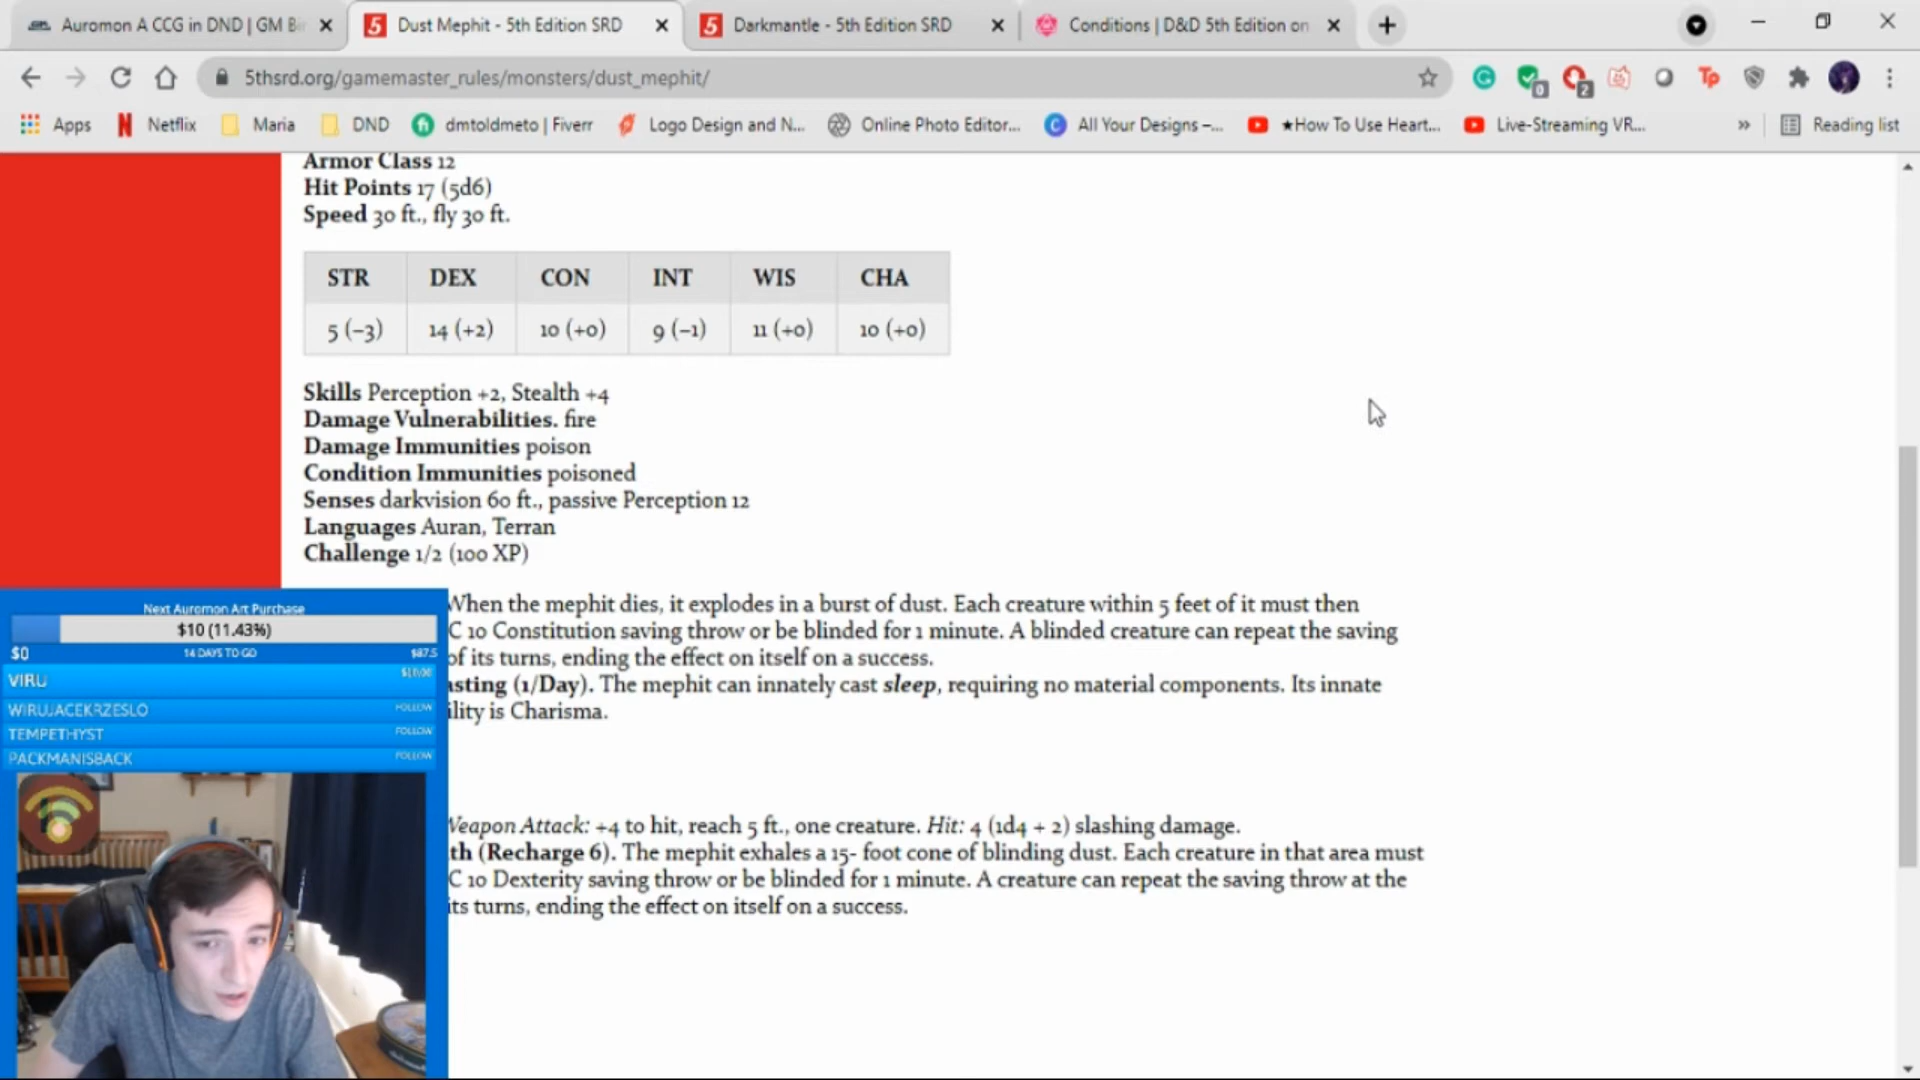 Auromon A CCG in DND | GM Bin
Dust Mephit - 5th Edition SRD
Darkmantle - 5th Edition SRD
Conditions | D&D 5th Edition on
5thsrd.org/gamemaster_rules/monsters/dust_mephit/
0
2
Tp
Apps
Netflix
Maria
DND
dmtoldmeto | Fiverr
Logo Design and N...
Online Photo Editor...
All Your Designs –...
★How To Use Heart...
Live-Streaming VR...
»
Reading list
Armor Class 12
Hit Points 17 (5d6)
Speed 30 ft., fly 30 ft.
STR DEX CON INT WIS CHA
5 (−3) 14 (+2) 10 (+0) 9 (−1) 11 (+0) 10 (+0)
Skills Perception +2, Stealth +4
Damage Vulnerabilities. fire
Damage Immunities poison
Condition Immunities poisoned
Senses darkvision 60 ft., passive Perception 12
Languages Auran, Terran
Challenge 1/2 (100 XP)
When the mephit dies, it explodes in a burst of dust. Each creature within 5 feet of it must then
C 10 Constitution saving throw or be blinded for 1 minute. A blinded creature can repeat the saving
of its turns, ending the effect on itself on a success.
asting (1/Day). The mephit can innately cast sleep, requiring no material components. Its innate
ility is Charisma.
Weapon Attack: +4 to hit, reach 5 ft., one creature. Hit: 4 (1d4 + 2) slashing damage.
th (Recharge 6). The mephit exhales a 15- foot cone of blinding dust. Each creature in that area must
C 10 Dexterity saving throw or be blinded for 1 minute. A creature can repeat the saving throw at the
its turns, ending the effect on itself on a success.
Next Auromon Art Purchase
$10 (11.43%)
$0 14 DAYS TO GO $87.5
VIRU $10.00
WIRUJACEKRZESLO FOLLOW
TEMPETHYST FOLLOW
PACKMANISBACK FOLLOW